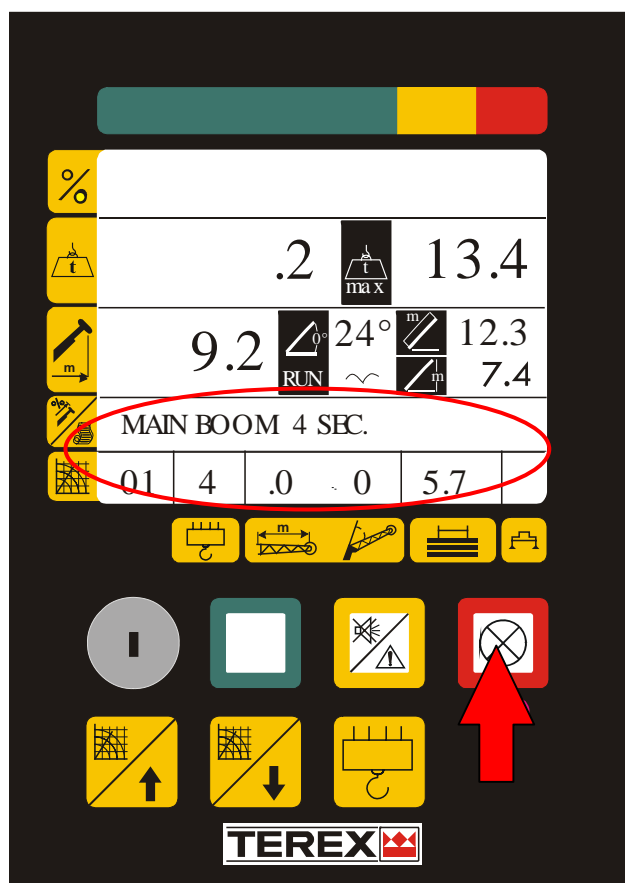 %
t .2 t max 13.4
m 9.2 0° 24° m 12.3
RUN m 7.4
% MAIN BOOM 4 SEC.
01 4 .0 0 5.7
m
TEREX